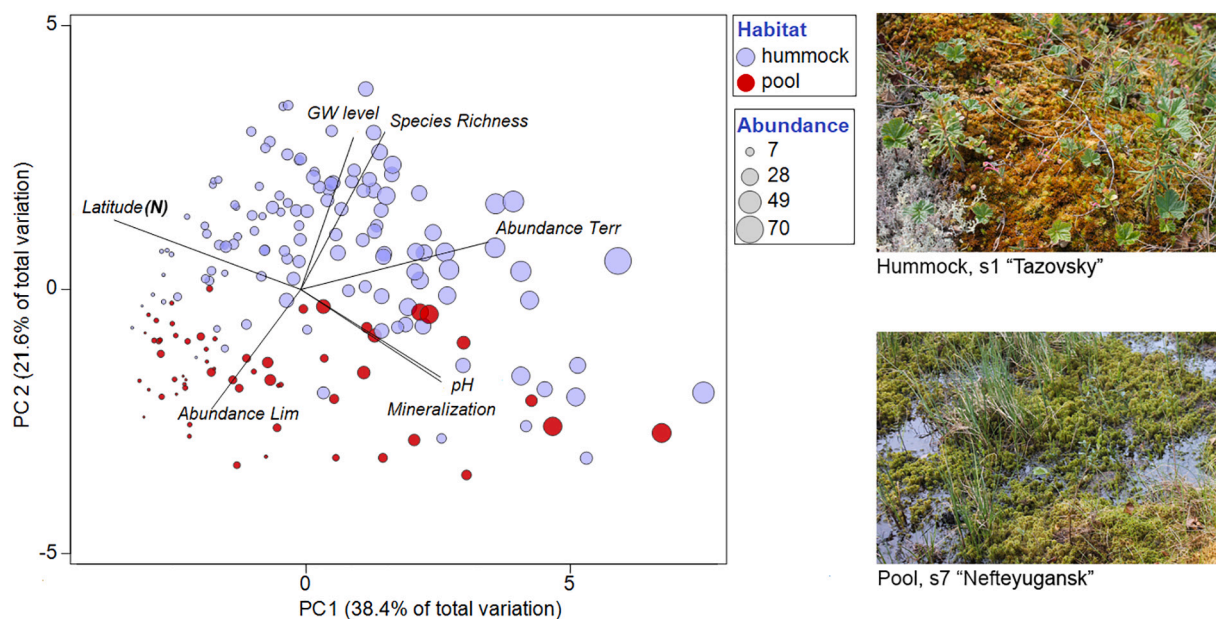 5
0
-5
PC2 (21.6% of total variation)
0
5
PC1 (38.4% of total variation)
GW level
Species Richness
Latitude(N)
Abundance Terr
pH
Mineralization
Abundance Lim
Habitat
hummock
pool
Abundance
7
28
49
70
Hummock, s1 “Tazovsky”
Pool, s7 “Nefteyugansk”